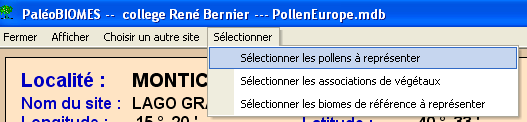 PaléoBIOMES -- college René Bernier --- PollenEurope.mdb
Fermer Afficher Choisir un autre site Sélectionner
Sélectionner les pollens à représenter
Sélectionner les associations de végétaux
Sélectionner les biomes de référence à représenter
Localité : MONTIC
Nom du site : LAGO GRA
Longitude : 15 ° 20 ' Latitude : 40 ° 33 '